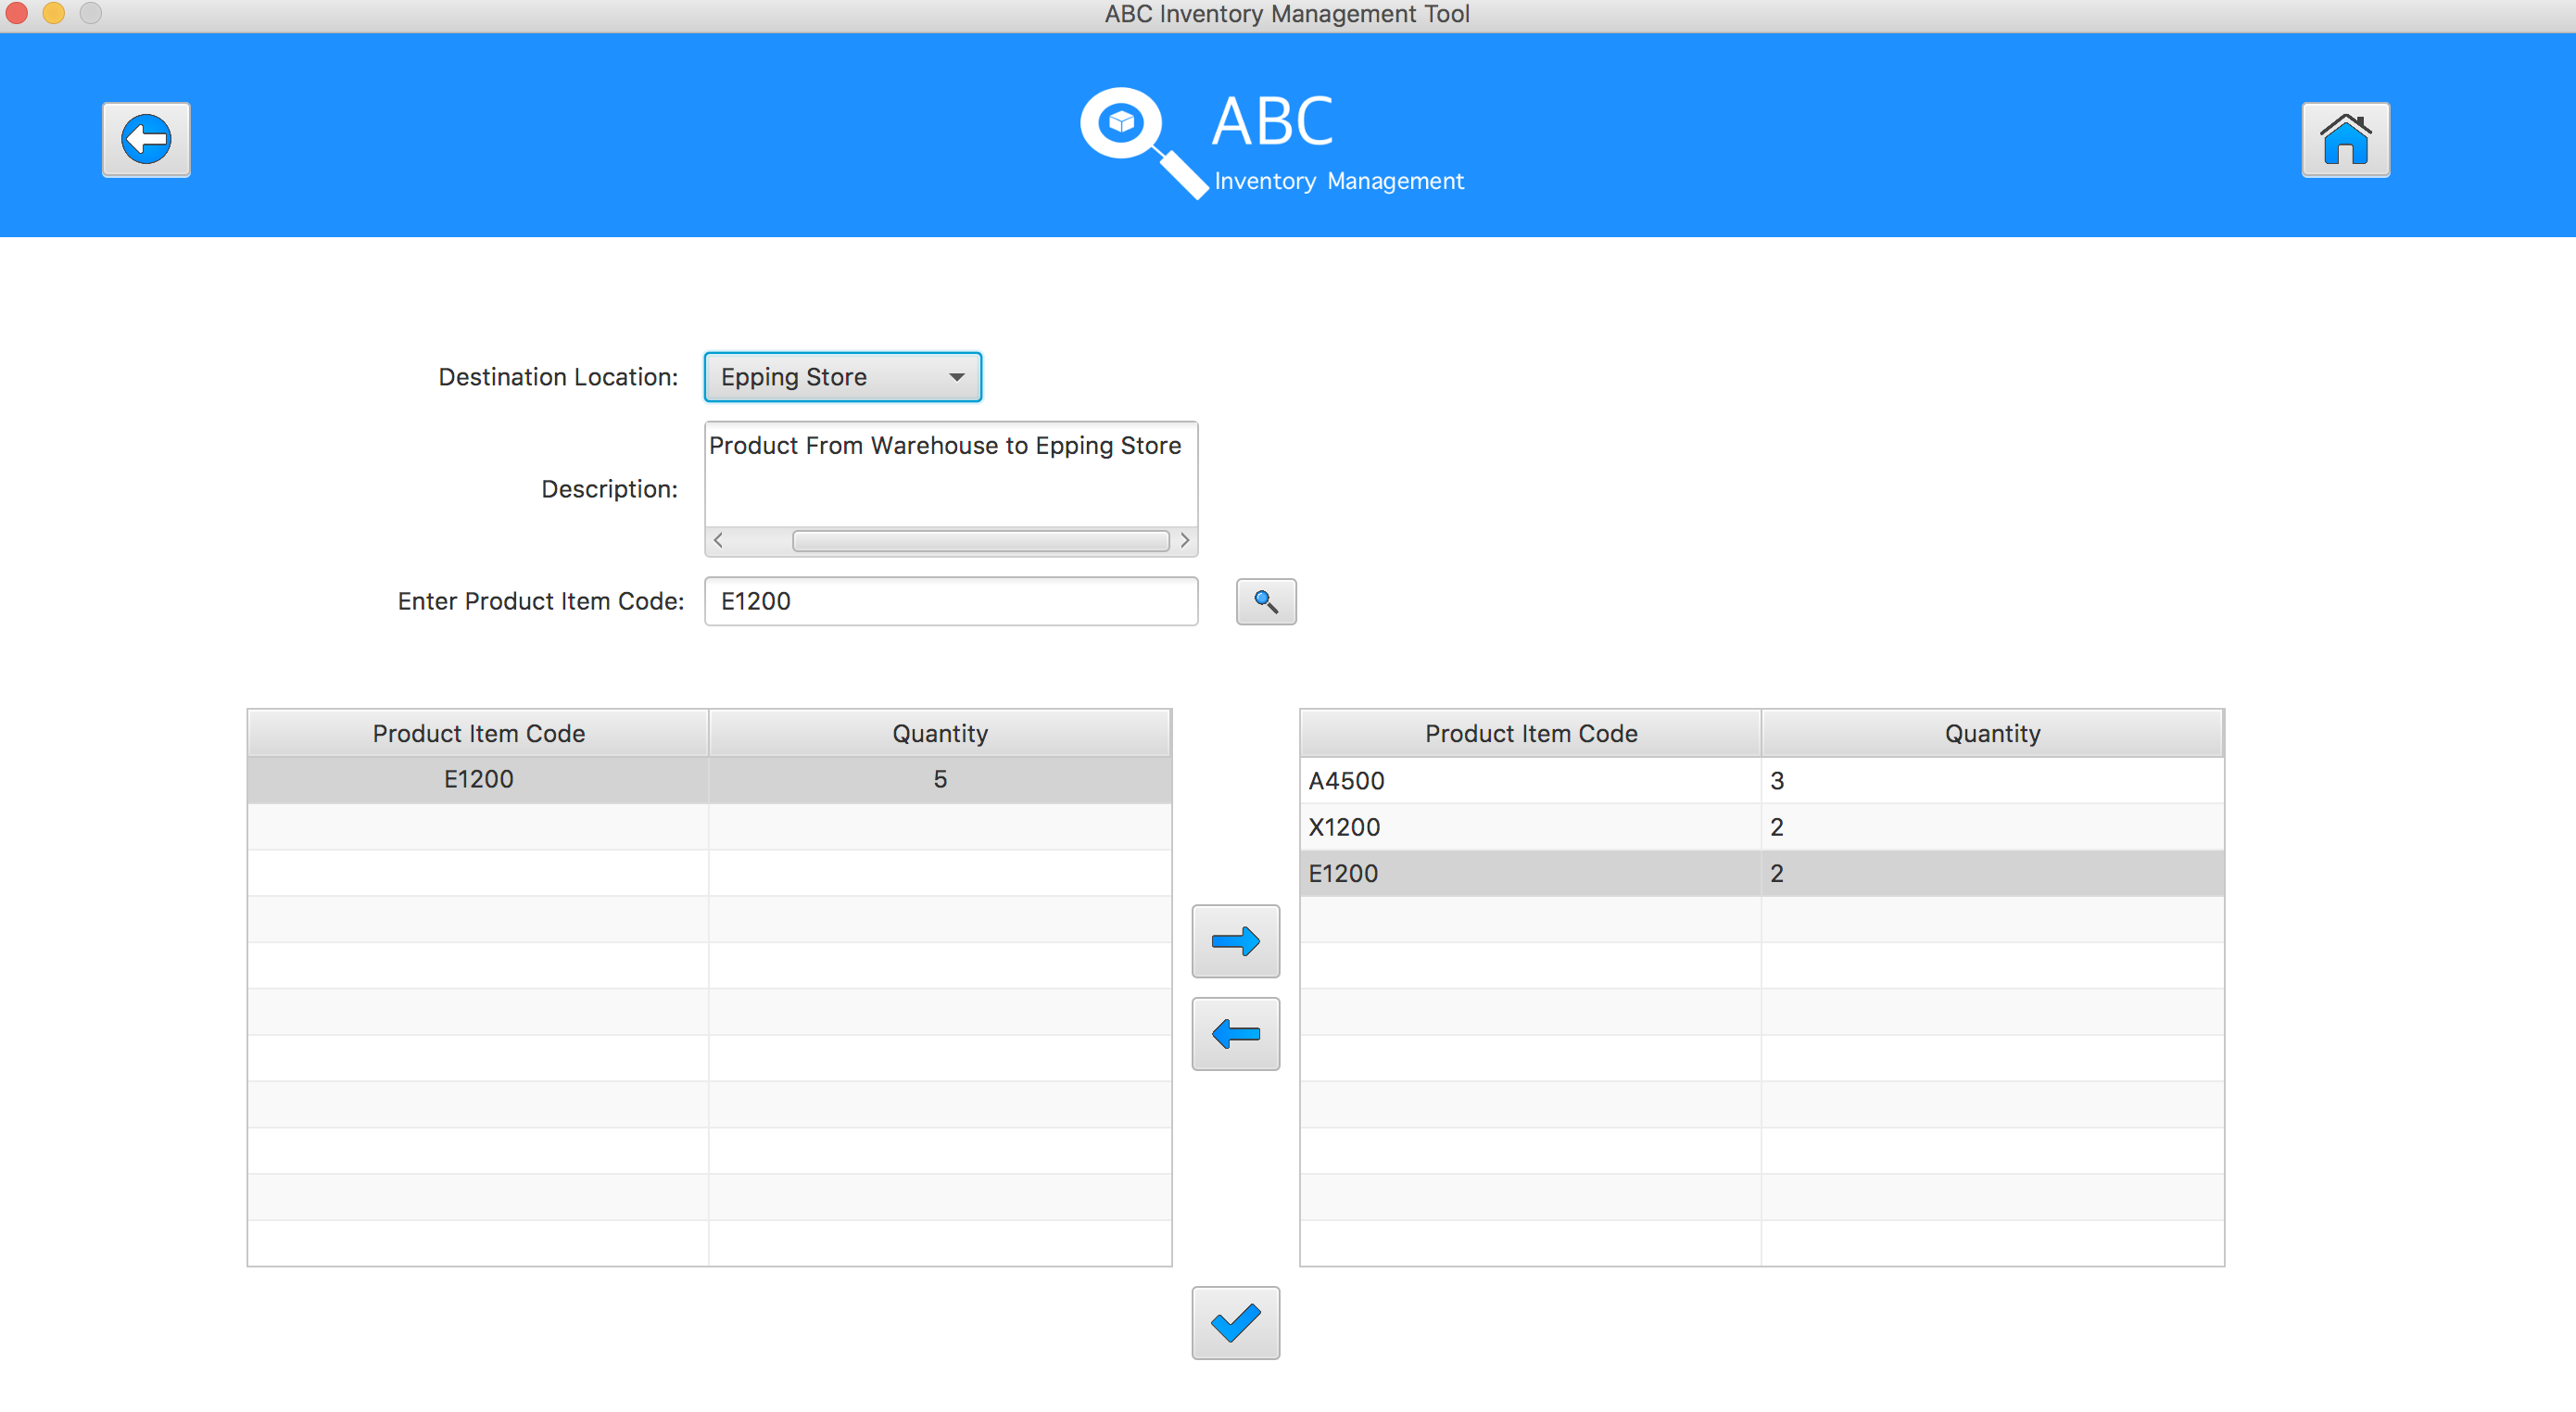 ABC Inventory Management Tool
ABC
Inventory Management
Destination Location: Epping Store
Product From Warehouse to Epping Store
Description:
Enter Product Item Code: E1200
Product Item Code Quantity
E1200 5
Product Item Code Quantity
A4500 3
X1200 2
E1200 2